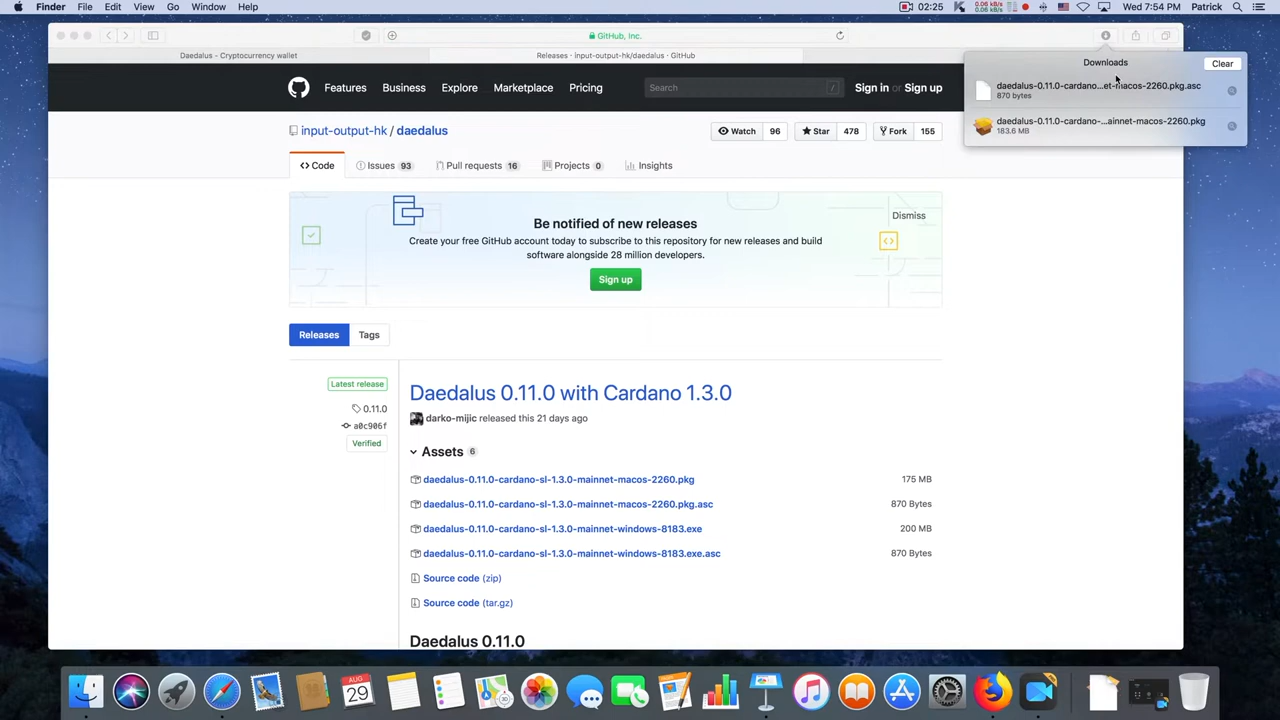 Finder File Edit View Go Window Help
02:25
0.06 kB/s
0.06 kB/s
Wed 7:54 PM Patrick
GitHub, Inc.
Daedalus - Cryptocurrency wallet
Releases · input-output-hk/daedalus · GitHub
Downloads
Clear
daedalus-0.11.0-cardano...et-macos-2260.pkg.asc
870 bytes
daedalus-0.11.0-cardano-...ainnet-macos-2260.pkg
183.6 MB
Features Business Explore Marketplace Pricing
Search /
Sign in or Sign up
input-output-hk / daedalus
Watch 96 Star 478 Fork 155
Code Issues 93 Pull requests 16 Projects 0 Insights
Be notified of new releases
Dismiss
Create your free GitHub account today to subscribe to this repository for new releases and build
software alongside 28 million developers.
Sign up
Releases Tags
Latest release
0.11.0
a0c906f
Verified
Daedalus 0.11.0 with Cardano 1.3.0
darko-mijic released this 21 days ago
Assets 6
daedalus-0.11.0-cardano-sl-1.3.0-mainnet-macos-2260.pkg 175 MB
daedalus-0.11.0-cardano-sl-1.3.0-mainnet-macos-2260.pkg.asc 870 Bytes
daedalus-0.11.0-cardano-sl-1.3.0-mainnet-windows-8183.exe 200 MB
daedalus-0.11.0-cardano-sl-1.3.0-mainnet-windows-8183.exe.asc 870 Bytes
Source code (zip)
Source code (tar.gz)
Daedalus 0.11.0
AUG
29